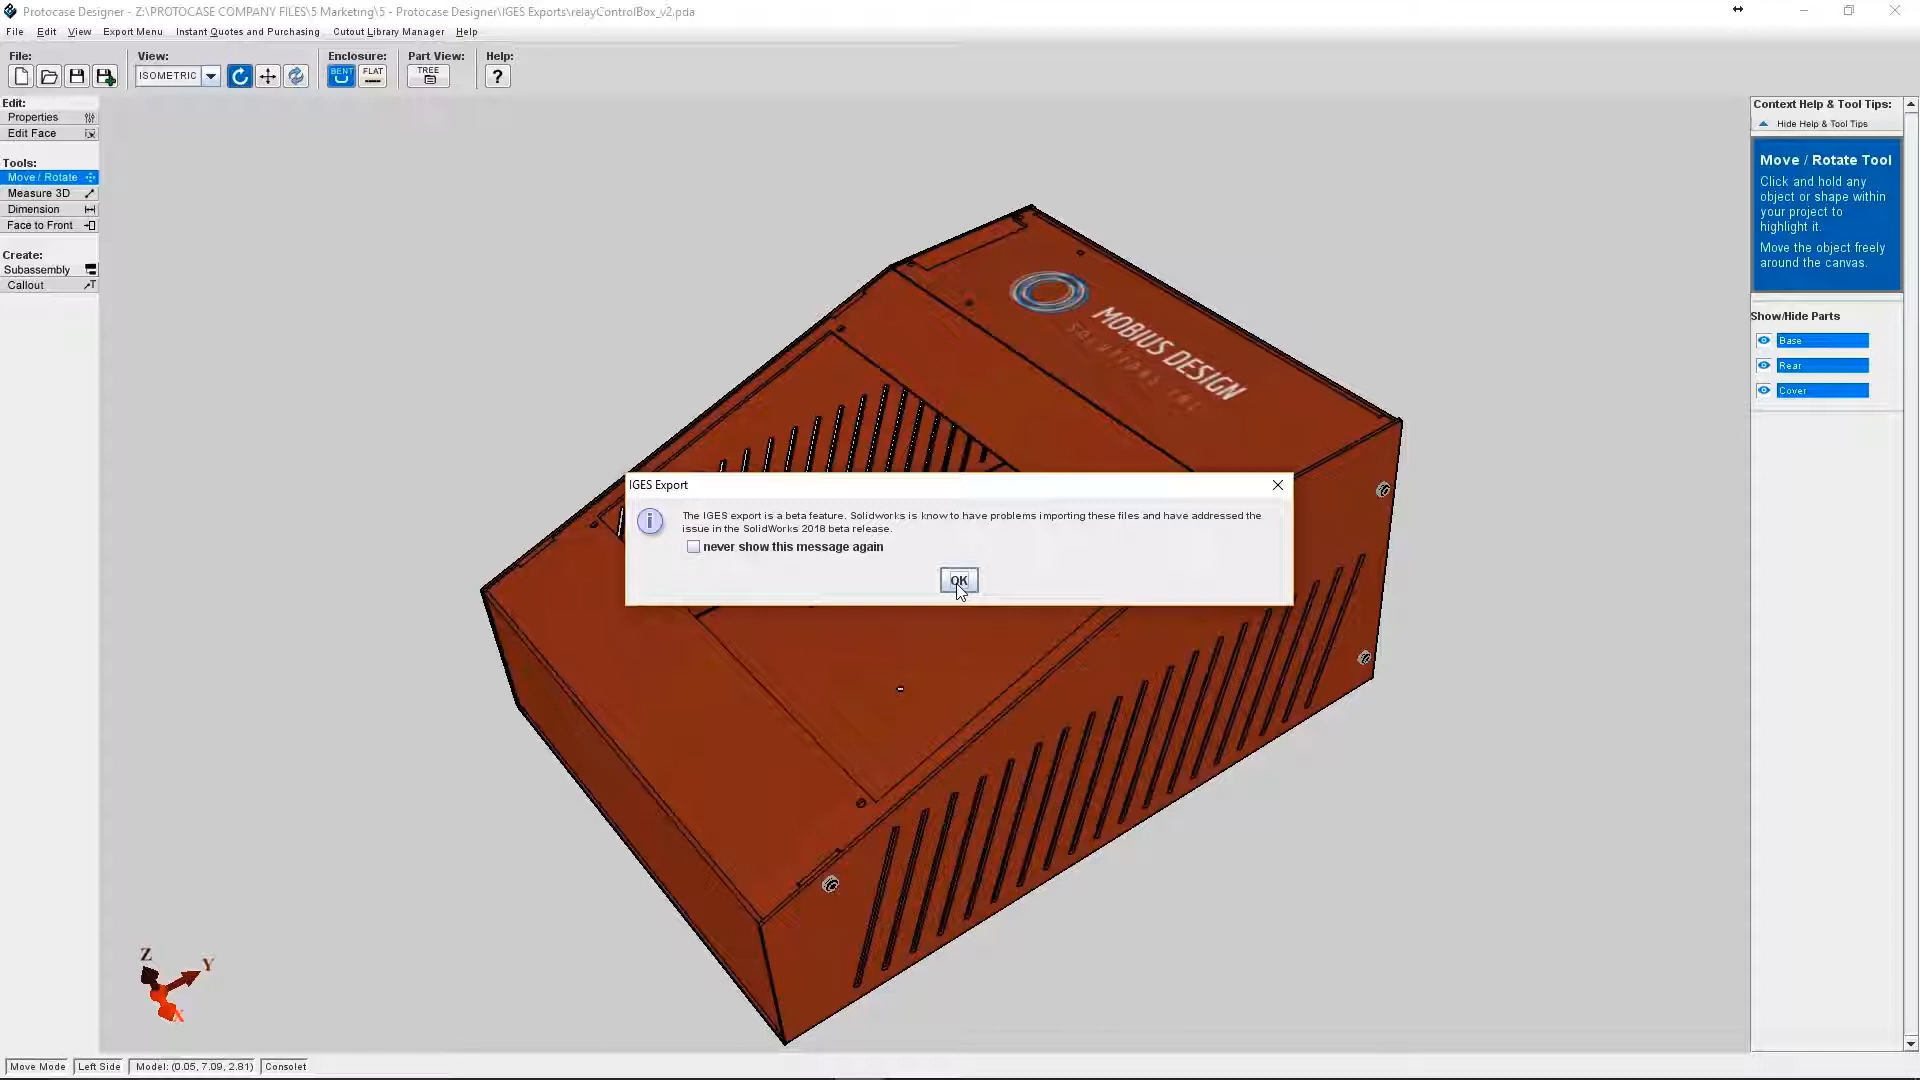 Protocase Designer - Z:\PROTOCASE COMPANY FILES\5 Marketing\5 - Protocase Designer\IGES Exports\relayControlBox_v2.pda
File Edit View Export Menu Instant Quotes and Purchasing Cutout Library Manager Help
File: View: Enclosure: Part View: Help:
ISOMETRIC BENT FLAT TREE ?
Edit:
Properties
Edit Face
Tools:
Move / Rotate
Measure 3D
Dimension
Face to Front
Create:
Subassembly
Callout
MOBIUS DESIGN
solutions inc
IGES Export
The IGES export is a beta feature. Solidworks is know to have problems importing these files and have addressed the
issue in the SolidWorks 2018 beta release.
never show this message again
OK
Context Help & Tool Tips:
Hide Help & Tool Tips
Move / Rotate Tool
Click and hold any
object or shape within
your project to
highlight it.
Move the object freely
around the canvas.
Show/Hide Parts
Base
Rear
Cover
Z
Y
X
Move Mode Left Side Model: (0.05, 7.09, 2.81) Consolet